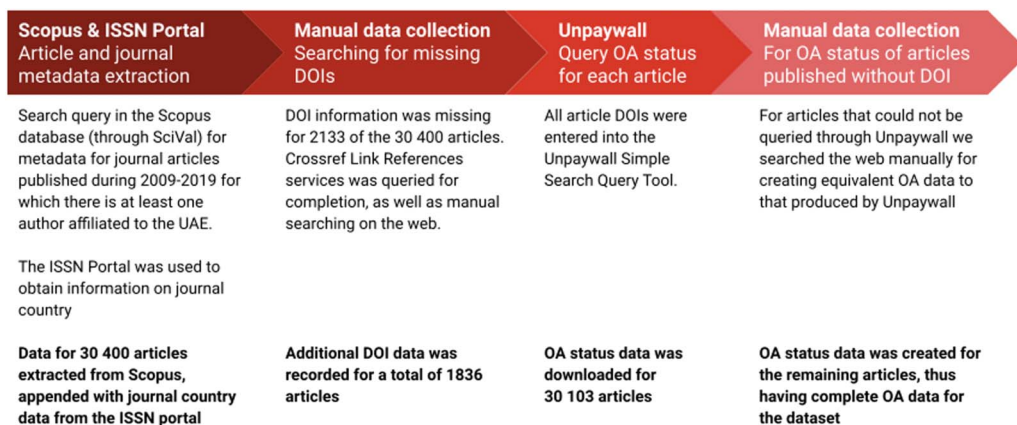 Scopus & ISSN Portal
Article and journal
metadata extraction
Search query in the Scopus
database (through SciVal) for
metadata for journal articles
published during 2009-2019 for
which there is at least one
author affiliated to the UAE.
The ISSN Portal was used to
obtain information on journal
country
Data for 30 400 articles
extracted from Scopus,
appended with journal country
data from the ISSN portal
Manual data collection
Searching for missing
DOIs
DOI information was missing
for 2133 of the 30 400 articles.
Crossref Link References
services was queried for
completion, as well as manual
searching on the web.
Additional DOI data was
recorded for a total of 1836
articles
Unpaywall
Query OA status
for each article
All article DOIs were
entered into the
Unpaywall Simple
Search Query Tool.
OA status data was
downloaded for
30 103 articles
Manual data collection
For OA status of articles
published without DOI
For articles that could not be
queried through Unpaywall we
searched the web manually for
creating equivalent OA data to
that produced by Unpaywall
OA status data was created for
the remaining articles, thus
having complete OA data for
the dataset